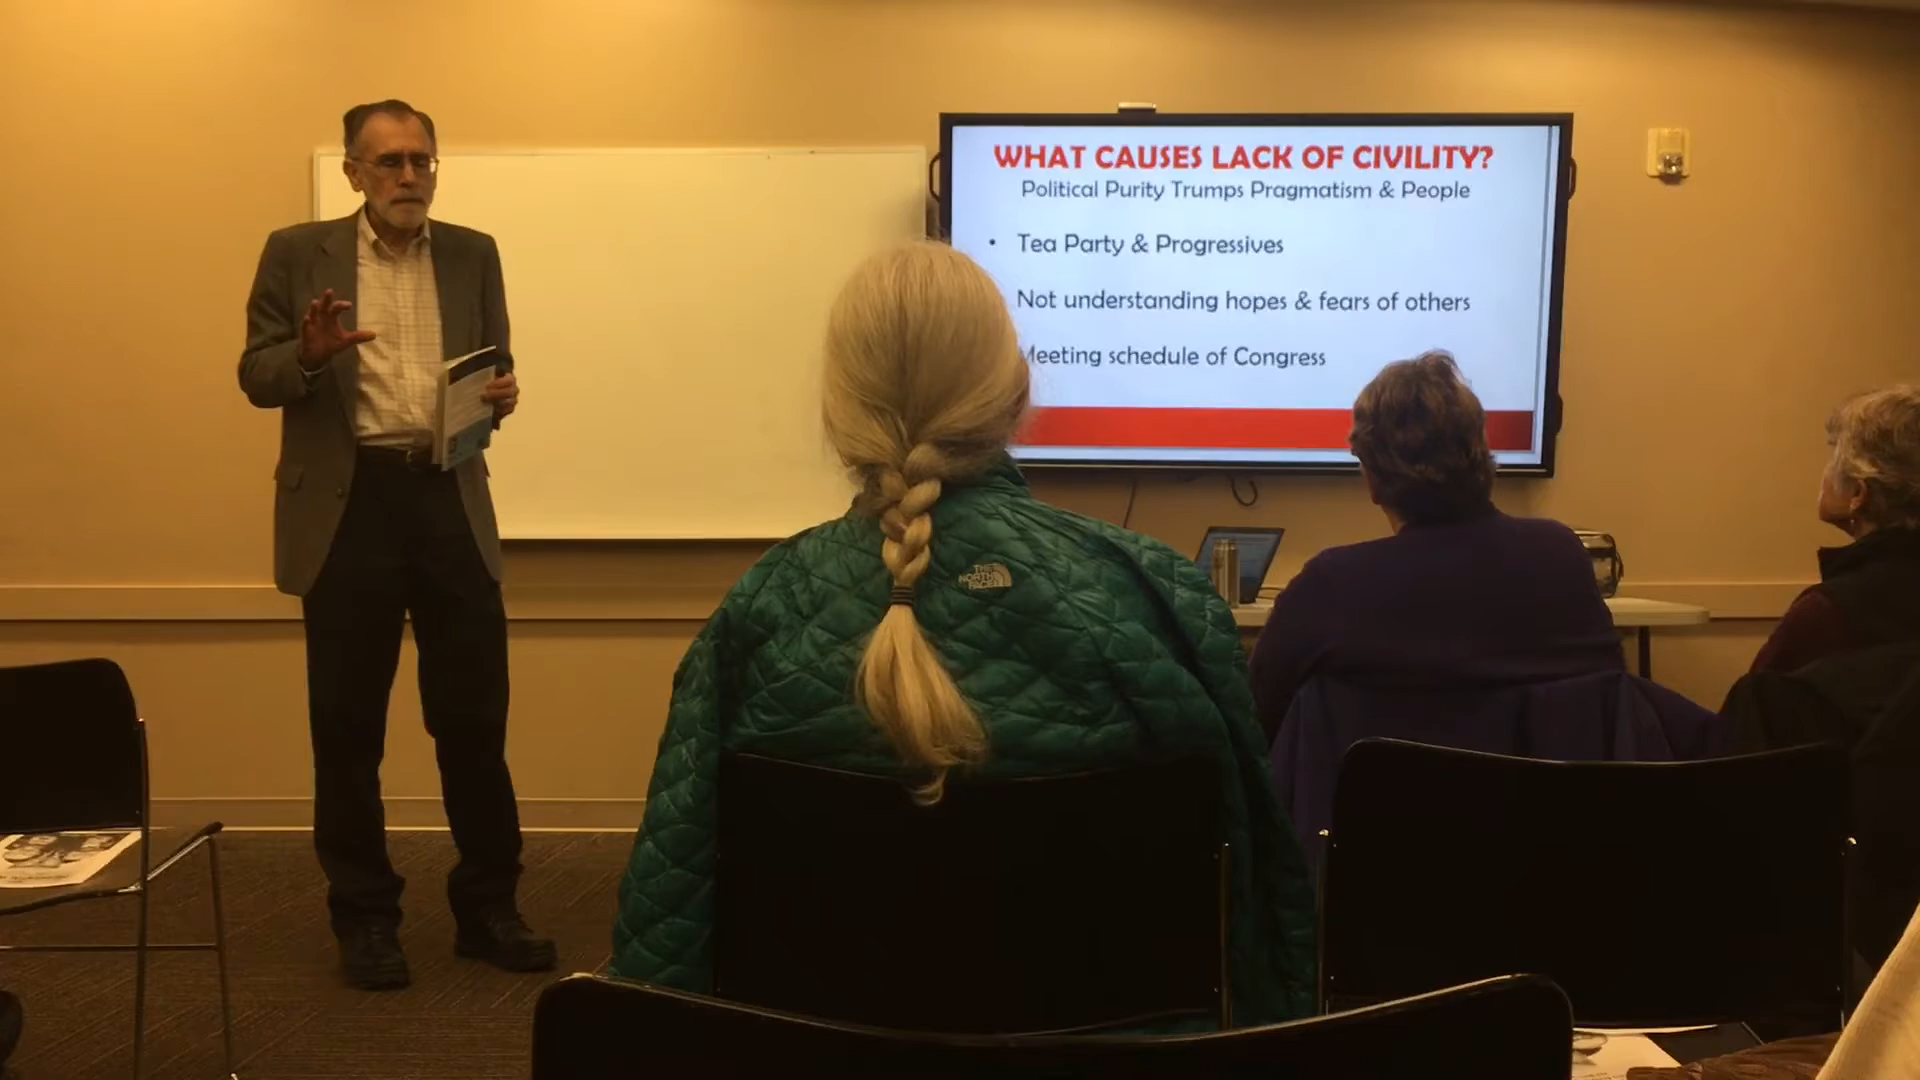 WHAT CAUSES LACK OF CIVILITY?
Political Purity Trumps Pragmatism & People
• Tea Party & Progressives
Not understanding hopes & fears of others
Meeting schedule of Congress
THE
NORTH
FACE